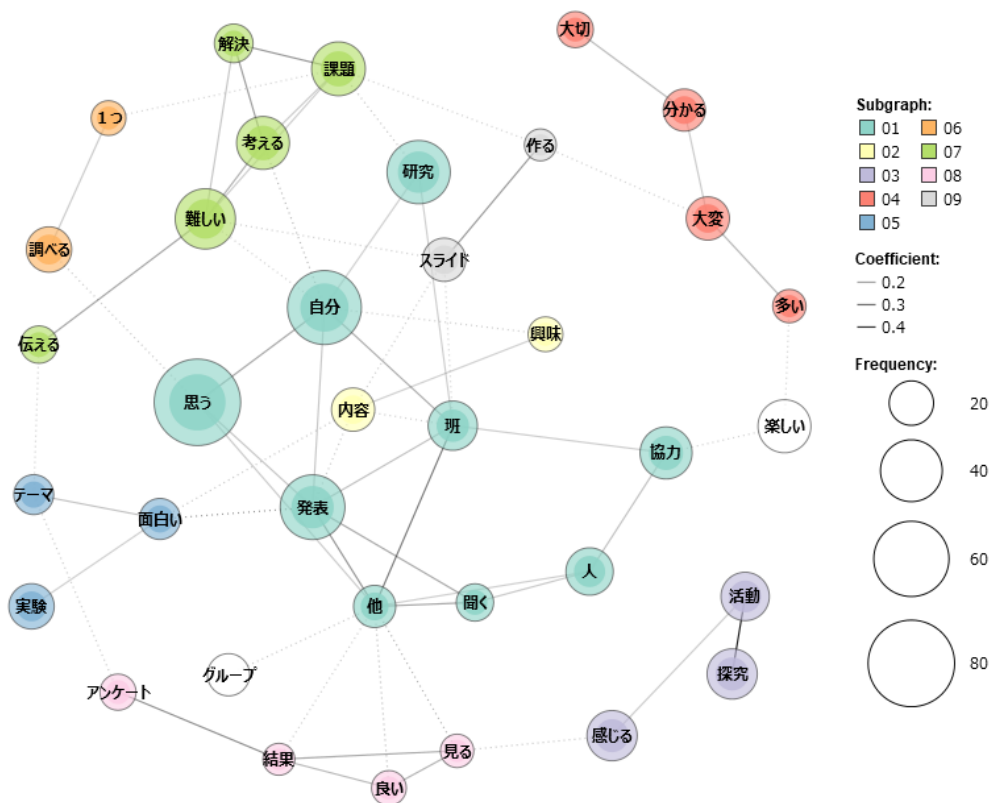 大切
解決
課題
分かる
1つ
考える
作る
研究
難しい
大変
調べる
スライド
自分
多い
伝える
興味
思う
内容
班
楽しい
協力
テーマ
発表
面白い
人
実験
他
聞く
活動
グループ
探究
アンケート
感じる
結果
見る
良い
Subgraph:
01 06
02 07
03 08
04 09
05
Coefficient:
0.2
0.3
0.4
Frequency:
20
40
60
80